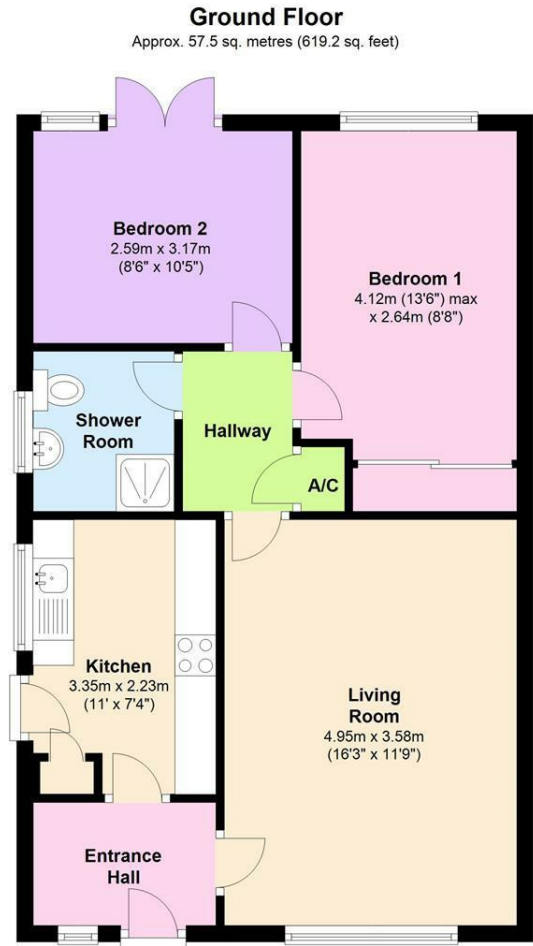 Ground Floor
Approx. 57.5 sq. metres (619.2 sq. feet)
Bedroom 2
2.59m x 3.17m
(8'6" x 10'5")
Bedroom 1
4.12m (13'6") max
x 2.64m (8'8")
Shower
Room
Hallway
A/C
Kitchen
3.35m x 2.23m
(11' x 7'4")
Living
Room
4.95m x 3.58m
(16'3" x 11'9")
Entrance
Hall